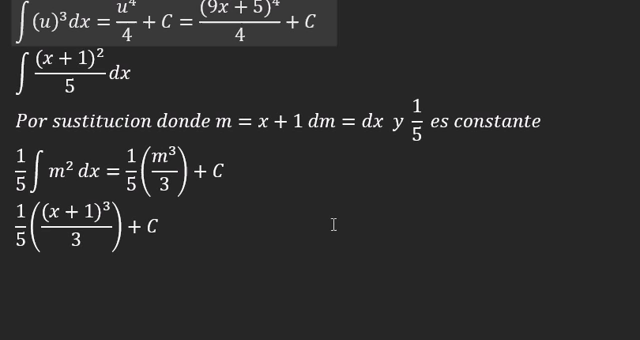 ∫(u)³dx = u⁴/4 + C = (9x + 5)⁴/4 + C
∫(x + 1)²/5 dx
Por sustitucion donde m = x + 1 dm = dx y 1/5 es constante
1/5 ∫ m² dx = 1/5 (m³/3) + C
1/5 ((x + 1)³/3) + C